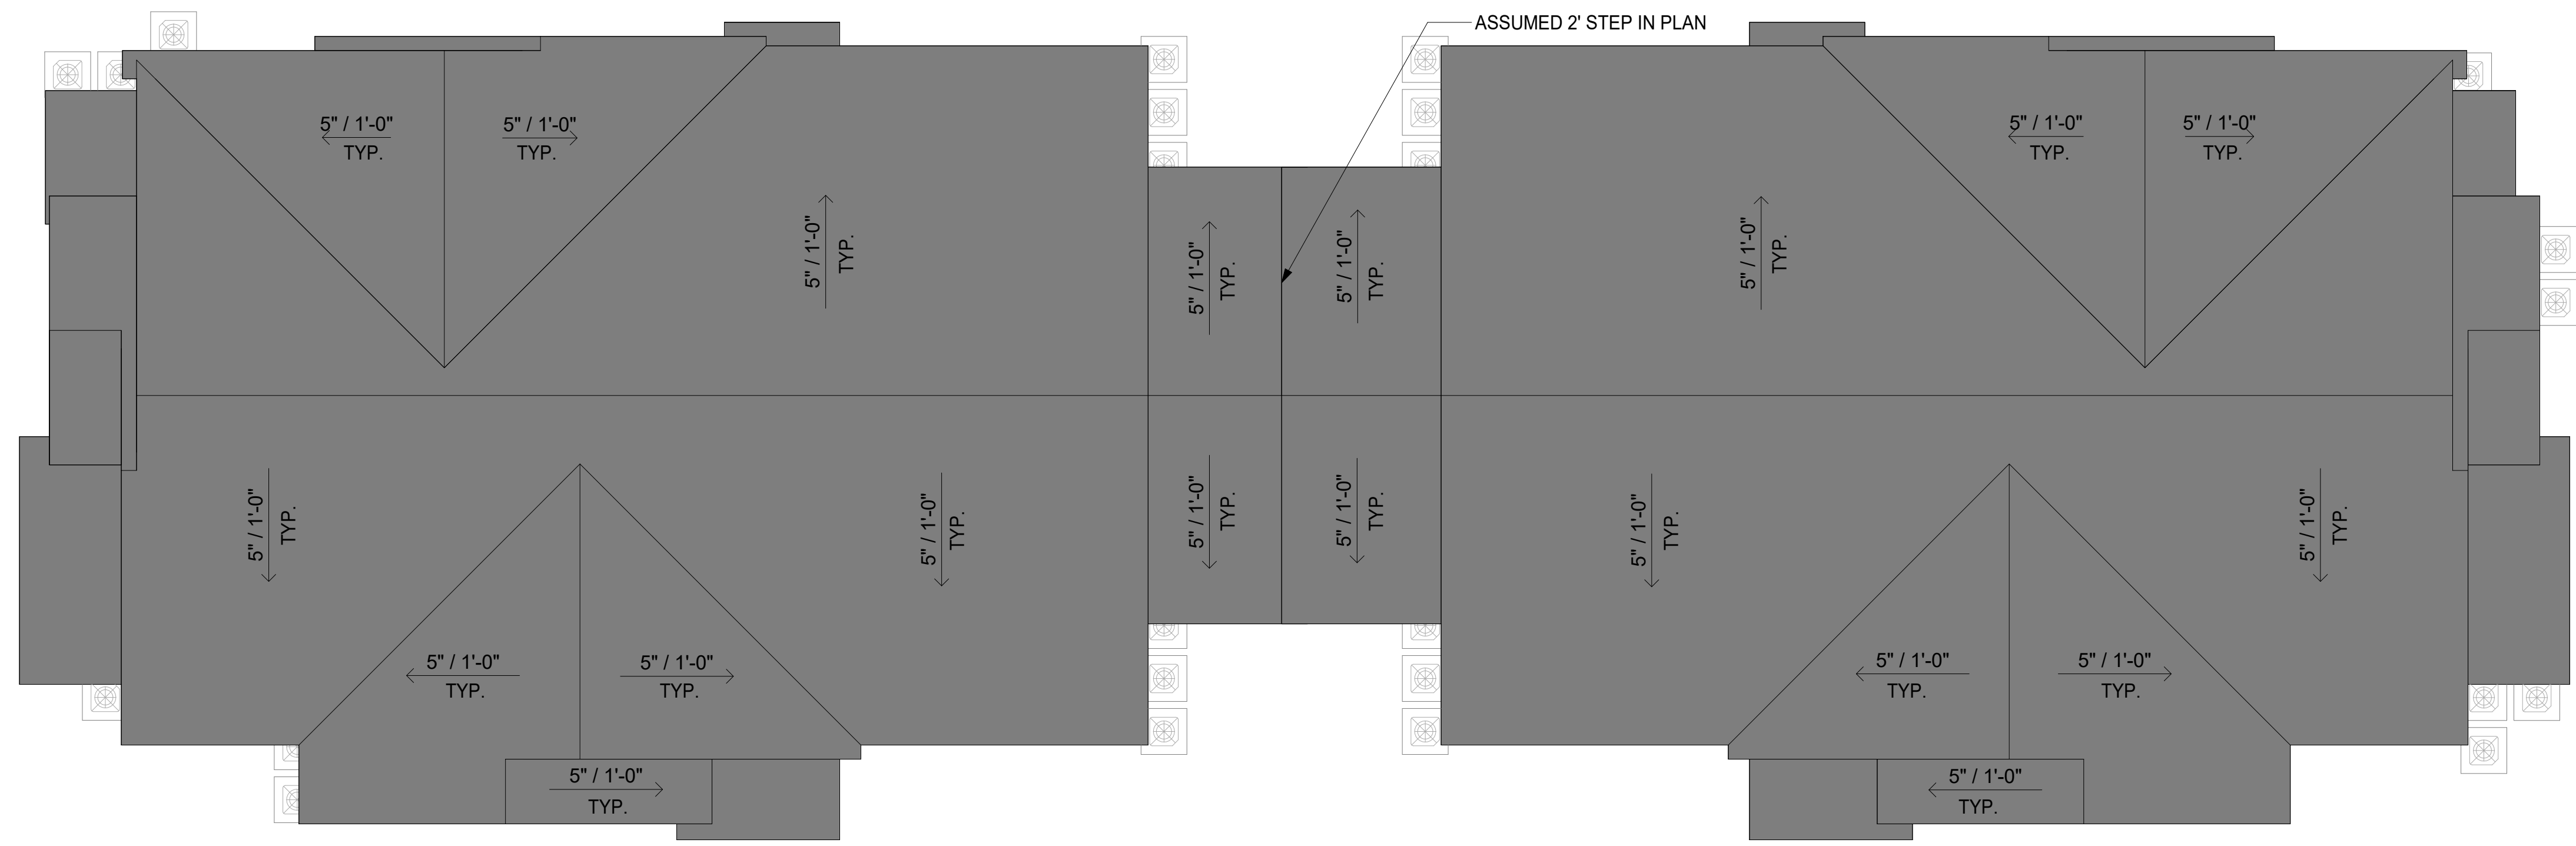 ASSUMED 2' STEP IN PLAN
5" / 1'-0"
TYP.
5" / 1'-0"
TYP.
5" / 1'-0"
TYP.
5" / 1'-0"
TYP.
5" / 1'-0"
TYP.
5" / 1'-0"
TYP.
5" / 1'-0"
TYP.
5" / 1'-0"
TYP.
5" / 1'-0"
TYP.
5" / 1'-0"
TYP.
5" / 1'-0"
TYP.
5" / 1'-0"
TYP.
5" / 1'-0"
TYP.
5" / 1'-0"
TYP.
5" / 1'-0"
TYP.
5" / 1'-0"
TYP.
5" / 1'-0"
TYP.
5" / 1'-0"
TYP.
5" / 1'-0"
TYP.
5" / 1'-0"
TYP.